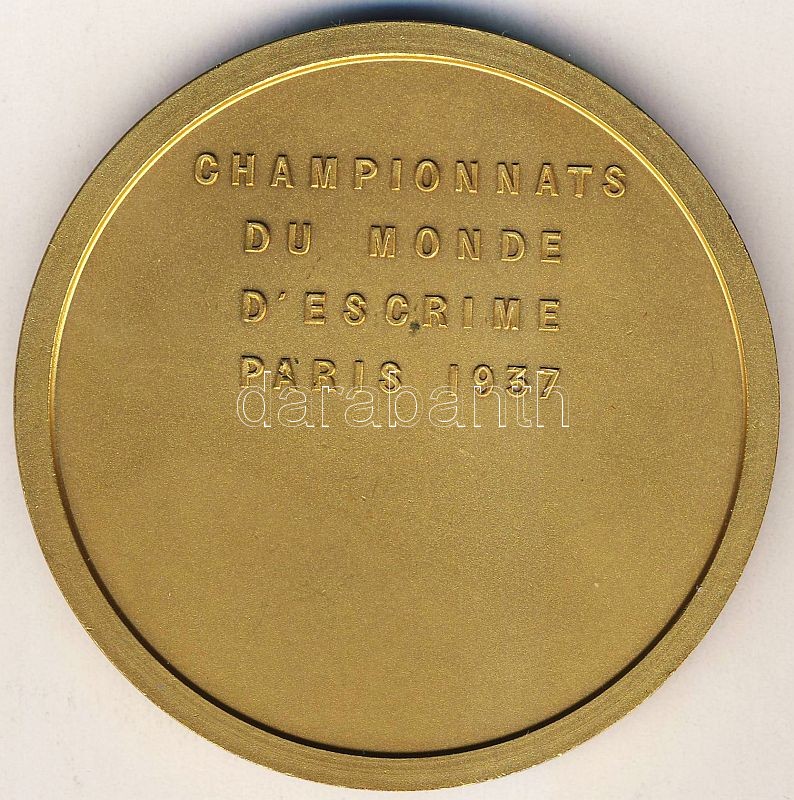 CHAMPIONNATS
DU MONDE
D'ESCRIME
PARIS 1937
darabanth